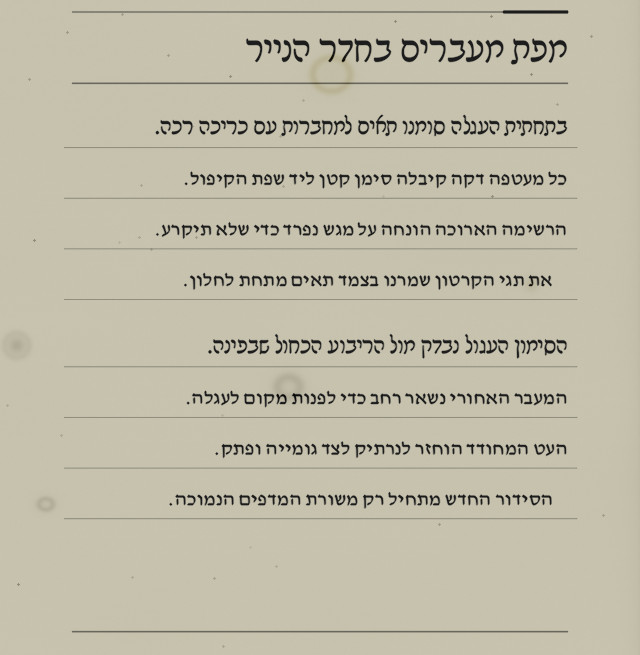 מפת מעברים בחדר הנייר
בתחתית העגלה סומנו תאים למחברות עם כריכה רכה.
כל מעטפה דקה קיבלה סימן קטן ליד שפת הקיפול.
הרשימה הארוכה הונחה על מגש נפרד כדי שלא תיקרע.
את תגי הקרטון שמרנו בצמד תאים מתחת לחלון.
הסימון העגול נבדק מול הריבוע הכחול שבפינה.
המעבר האחורי נשאר רחב כדי לפנות מקום לעגלה.
העט המחודד הוחזר לנרתיק לצד גומייה ופתק.
הסידור החדש מתחיל רק משורת המדפים הנמוכה.